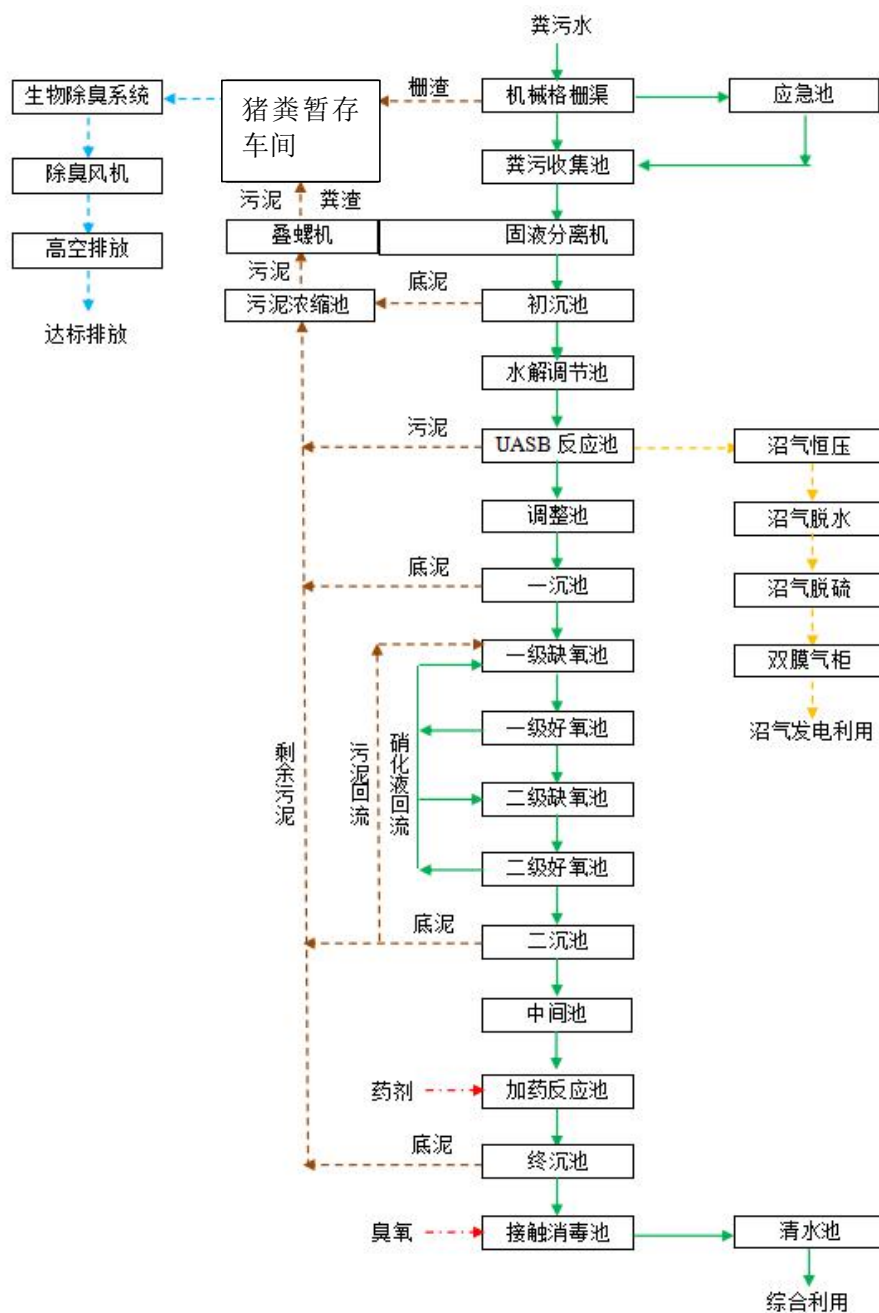 粪污水
生物除臭系统
猪粪暂存
车间
栅渣
机械格栅渠
应急池
除臭风机
粪污收集池
污泥
粪渣
高空排放
叠螺机
固液分离机
污泥
底泥
达标排放
污泥浓缩池
初沉池
水解调节池
污泥
UASB 反应池
沼气恒压
调整池
沼气脱水
底泥
一沉池
沼气脱硫
一级缺氧池
双膜气柜
一级好氧池
沼气发电利用
剩余污泥
污泥回流
硝化液回流
二级缺氧池
二级好氧池
底泥
二沉池
中间池
药剂
加药反应池
底泥
终沉池
臭氧
接触消毒池
清水池
综合利用